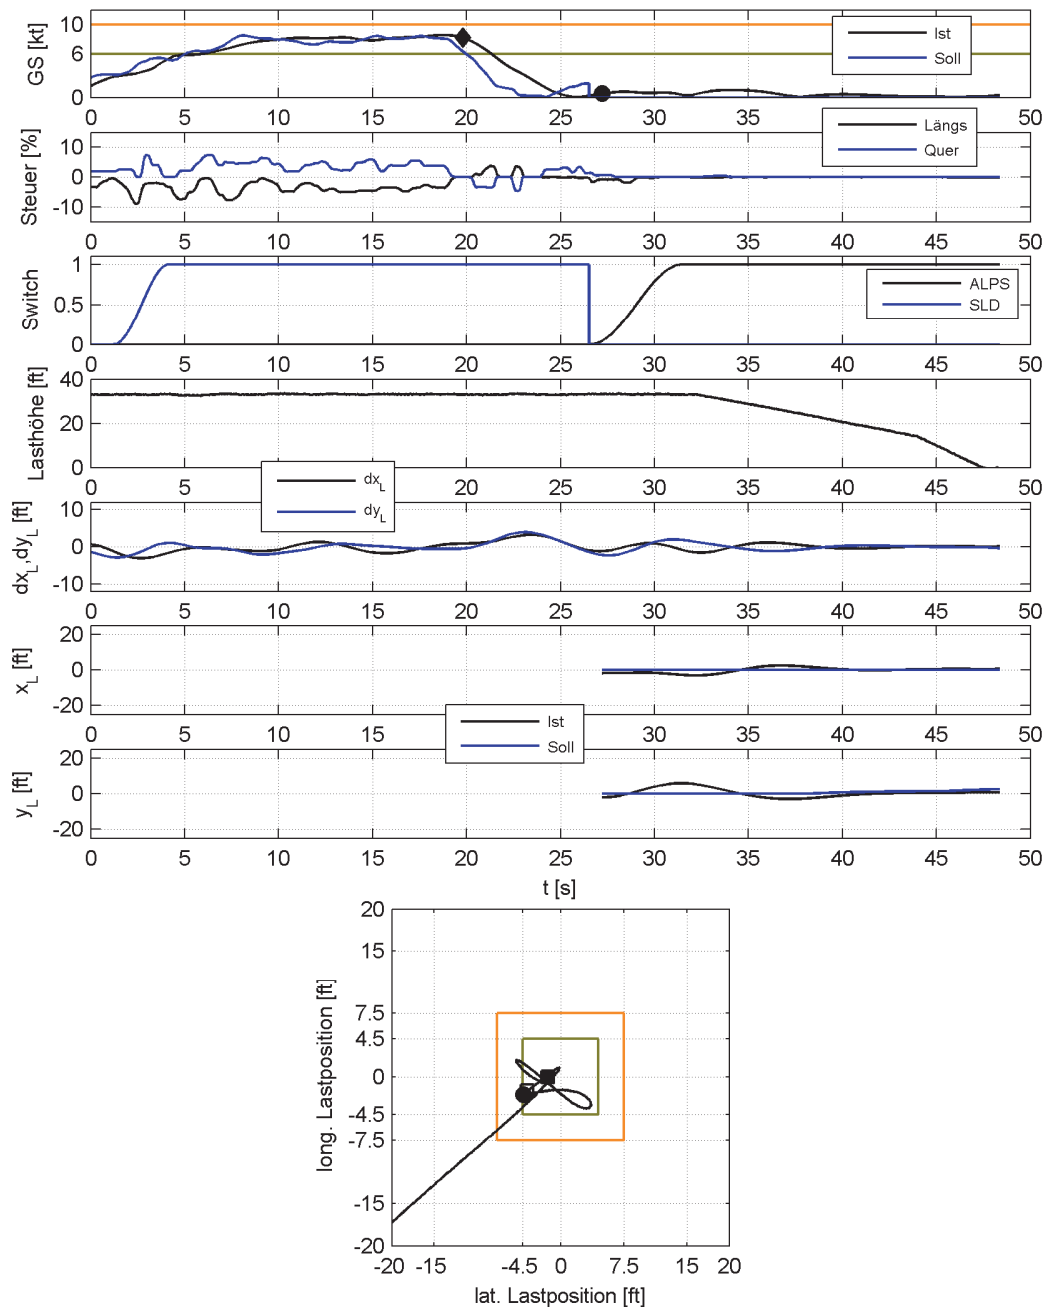 GS [kt]
10
6
0
Ist
Soll
0 5 10 15 20 25 30 35 40 45 50
Steuer [%]
10
0
-10
Längs
Quer
0 5 10 15 20 25 30 35 40 45 50
Switch
1
0.5
0
ALPS
SLD
0 5 10 15 20 25 30 35 40 45 50
Lasthöhe [ft]
40
20
0
0 5 10 15 20 25 30 35 40 45 50
dx_L, dy_L [ft]
10
0
-10
dx_L
dy_L
0 5 10 15 20 25 30 35 40 45 50
x_L [ft]
20
0
-20
0 5 10 15 20 25 30 35 40 45 50
Ist
Soll
y_L [ft]
20
0
-20
0 5 10 15 20 25 30 35 40 45 50
t [s]
long. Lastposition [ft]
20
15
7.5
4.5
0
-4.5
-7.5
-15
-20
-20 -15 -4.5 0 7.5 15 20
lat. Lastposition [ft]